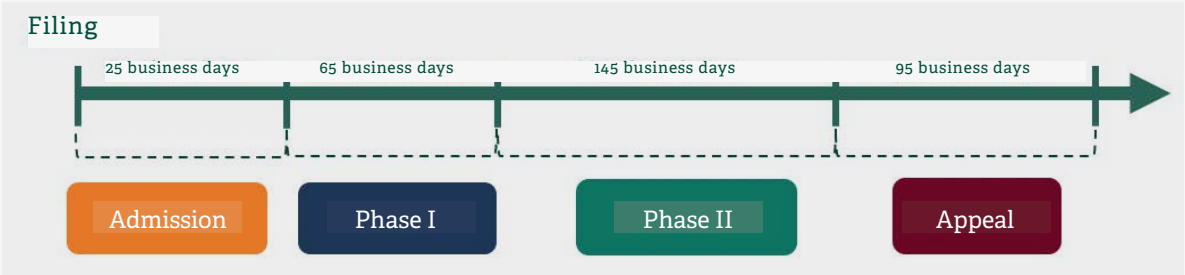 Filing
25 business days
65 business days
145 business days
95 business days
Admission
Phase I
Phase II
Appeal